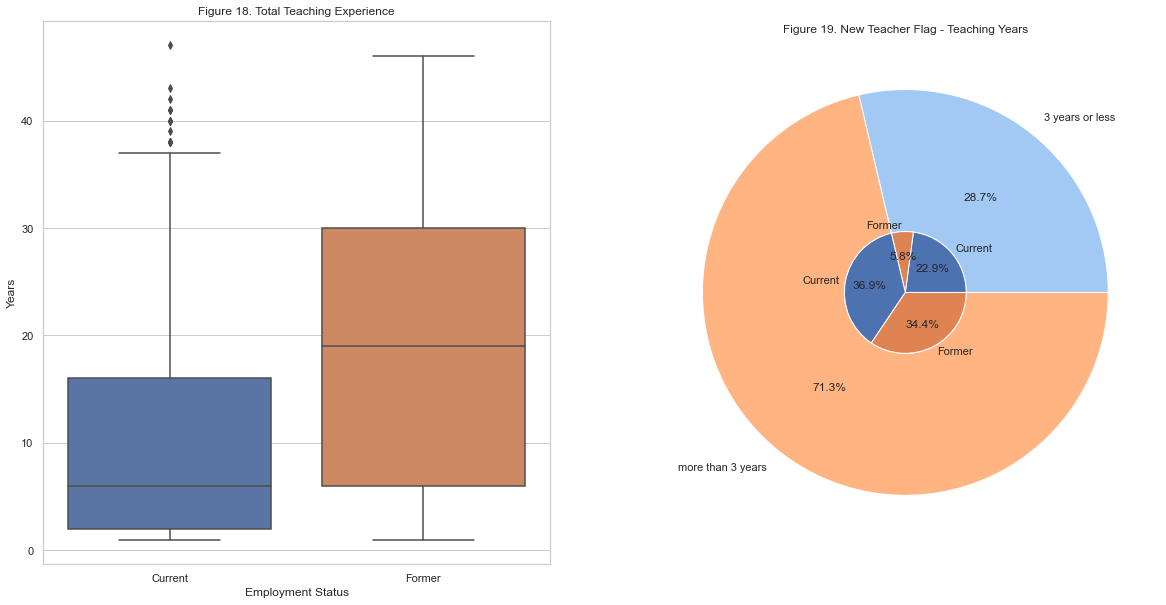 Figure 18. Total Teaching Experience
Years
40
30
20
10
0
Current
Former
Employment Status
Figure 19. New Teacher Flag - Teaching Years
3 years or less
28.7%
Former
Current
5.8%
22.9%
Current
36.9%
34.4%
Former
71.3%
more than 3 years